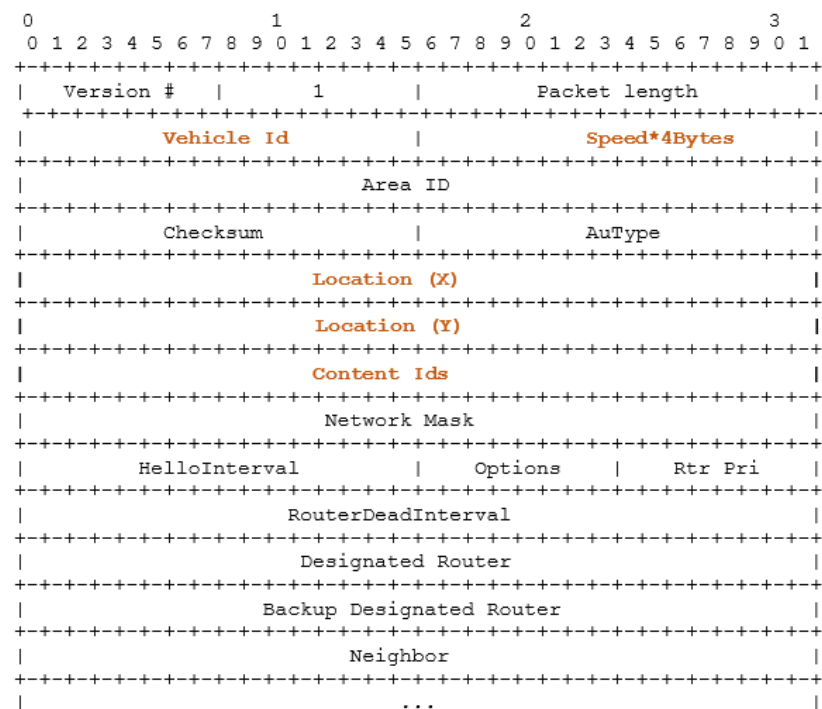 0                   1                   2                   3
0 1 2 3 4 5 6 7 8 9 0 1 2 3 4 5 6 7 8 9 0 1 2 3 4 5 6 7 8 9 0 1
+-+-+-+-+-+-+-+-+-+-+-+-+-+-+-+-+-+-+-+-+-+-+-+-+-+-+-+-+-+-+-+-+
| Version # | 1 | Packet length |
+-+-+-+-+-+-+-+-+-+-+-+-+-+-+-+-+-+-+-+-+-+-+-+-+-+-+-+-+-+-+-+-+
| Vehicle Id | Speed*4Bytes |
+-+-+-+-+-+-+-+-+-+-+-+-+-+-+-+-+-+-+-+-+-+-+-+-+-+-+-+-+-+-+-+-+
| Area ID |
+-+-+-+-+-+-+-+-+-+-+-+-+-+-+-+-+-+-+-+-+-+-+-+-+-+-+-+-+-+-+-+-+
| Checksum | AuType |
+-+-+-+-+-+-+-+-+-+-+-+-+-+-+-+-+-+-+-+-+-+-+-+-+-+-+-+-+-+-+-+-+
| Location (X) |
+-+-+-+-+-+-+-+-+-+-+-+-+-+-+-+-+-+-+-+-+-+-+-+-+-+-+-+-+-+-+-+-+
| Location (Y) |
+-+-+-+-+-+-+-+-+-+-+-+-+-+-+-+-+-+-+-+-+-+-+-+-+-+-+-+-+-+-+-+-+
| Content Ids |
+-+-+-+-+-+-+-+-+-+-+-+-+-+-+-+-+-+-+-+-+-+-+-+-+-+-+-+-+-+-+-+-+
| Network Mask |
+-+-+-+-+-+-+-+-+-+-+-+-+-+-+-+-+-+-+-+-+-+-+-+-+-+-+-+-+-+-+-+-+
| HelloInterval | Options | Rtr Pri |
+-+-+-+-+-+-+-+-+-+-+-+-+-+-+-+-+-+-+-+-+-+-+-+-+-+-+-+-+-+-+-+-+
| RouterDeadInterval |
+-+-+-+-+-+-+-+-+-+-+-+-+-+-+-+-+-+-+-+-+-+-+-+-+-+-+-+-+-+-+-+-+
| Designated Router |
+-+-+-+-+-+-+-+-+-+-+-+-+-+-+-+-+-+-+-+-+-+-+-+-+-+-+-+-+-+-+-+-+
| Backup Designated Router |
+-+-+-+-+-+-+-+-+-+-+-+-+-+-+-+-+-+-+-+-+-+-+-+-+-+-+-+-+-+-+-+-+
| Neighbor |
+-+-+-+-+-+-+-+-+-+-+-+-+-+-+-+-+-+-+-+-+-+-+-+-+-+-+-+-+-+-+-+-+
| ... |